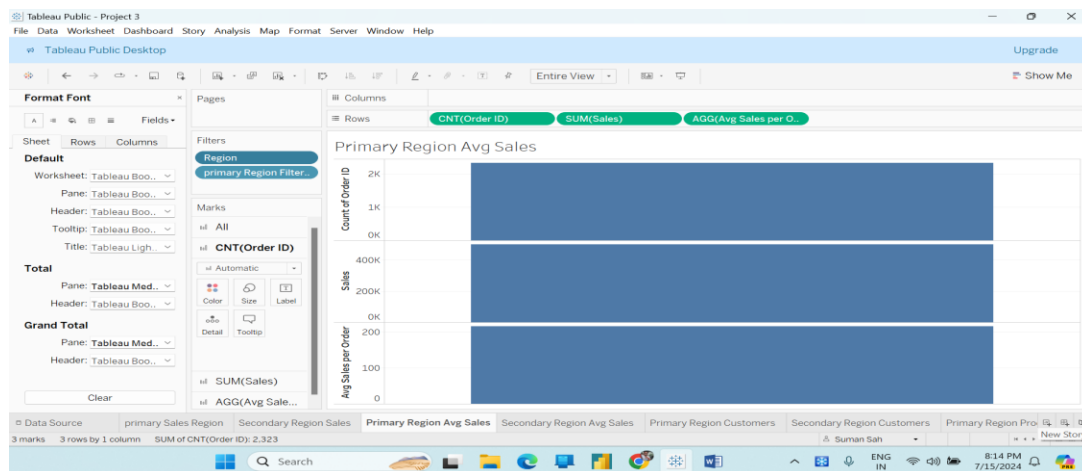 Tableau Public - Project 3
File Data Worksheet Dashboard Story Analysis Map Format Server Window Help
Tableau Public Desktop
Upgrade
Entire View
Show Me
Format Font
Fields
Sheet Rows Columns
Default
Worksheet: Tableau Boo..
Pane: Tableau Boo..
Header: Tableau Boo..
Tooltip: Tableau Boo..
Title: Tableau Ligh..
Total
Pane: Tableau Med..
Header: Tableau Boo..
Grand Total
Pane: Tableau Med..
Header: Tableau Boo..
Clear
Pages
Filters
Region
primary Region Filter..
Marks
All
CNT(Order ID)
Automatic
Color Size Label
Detail Tooltip
SUM(Sales)
AGG(Avg Sale...
Columns
Rows CNT(Order ID) SUM(Sales) AGG(Avg Sales per O..
Primary Region Avg Sales
Count of Order ID
2K
1K
0K
Sales
400K
200K
0K
Avg Sales per Order
200
100
0
Data Source primary Sales Region Secondary Region Sales Primary Region Avg Sales Secondary Region Avg Sales Primary Region Customers Secondary Region Customers Primary Region Pro
3 marks 3 rows by 1 column SUM of CNT(Order ID): 2,323
Suman Sah
New Stor
Search
ENG
IN
8:14 PM
7/15/2024